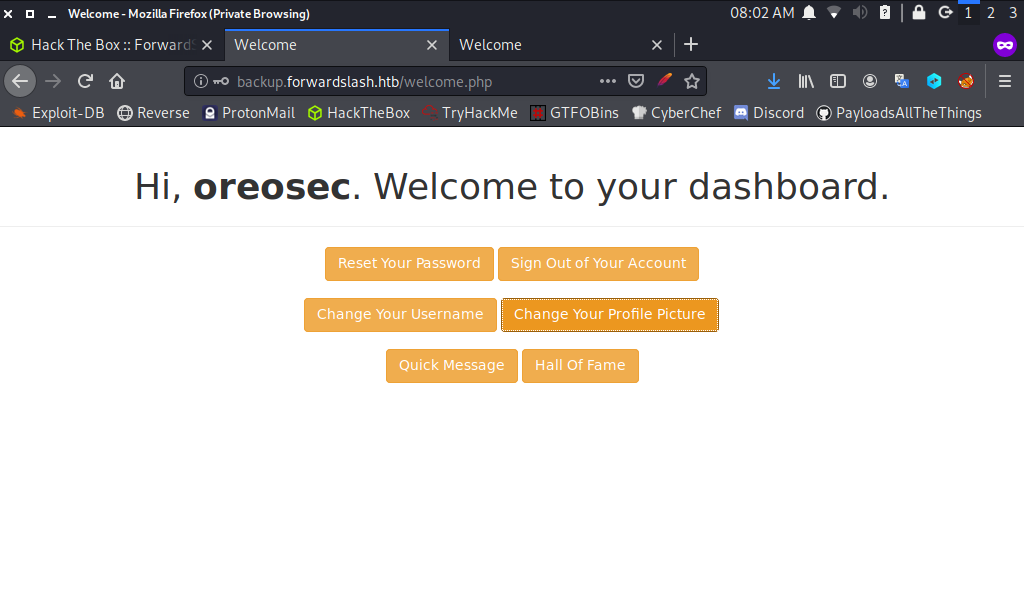 Welcome - Mozilla Firefox (Private Browsing) 08:02 AM 1 2 3
Hack The Box :: Forward Welcome Welcome
backup.forwardslash.htb/welcome.php
Exploit-DB Reverse ProtonMail HackTheBox TryHackMe GTFOBins CyberChef Discord PayloadsAllTheThings
Hi, oreosec. Welcome to your dashboard.
Reset Your Password Sign Out of Your Account
Change Your Username Change Your Profile Picture
Quick Message Hall Of Fame